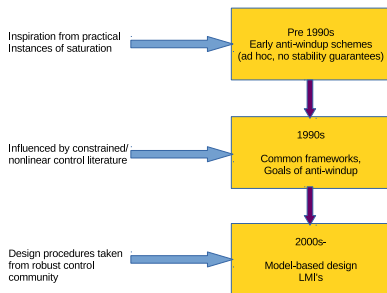 Inspiration from practical
Instances of saturation
Pre 1990s
Early anti-windup schemes
(ad hoc, no stability guarantees)
Influenced by constrained/
nonlinear control literature
1990s
Common frameworks,
Goals of anti-windup
Design procedures taken
from robust control
community
2000s-
Model-based design
LMI's